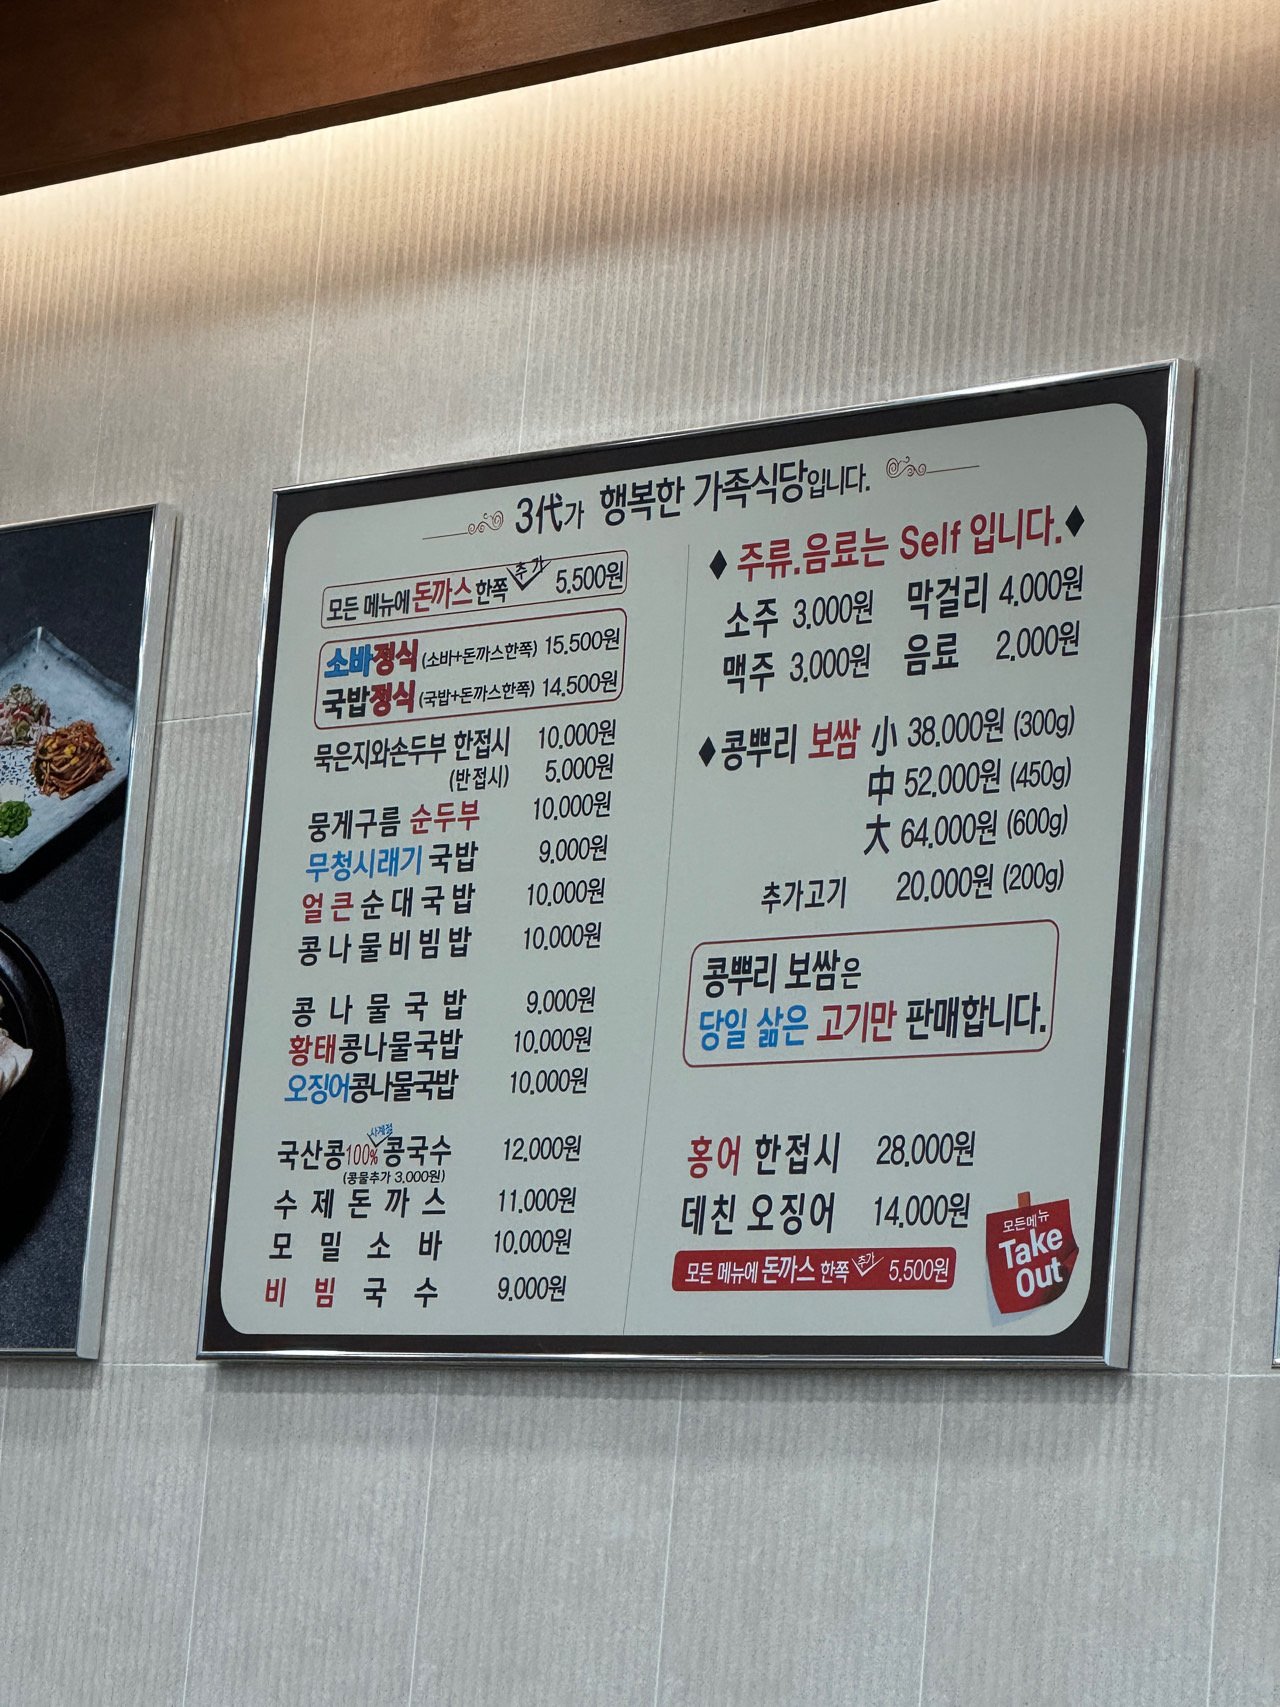 3代가 행복한 가족식당입니다.
모든 메뉴에 돈까스 한쪽 추가 5,500원
소바정식 (소바+돈까스한쪽) 15,500원
국밥정식 (국밥+돈까스한쪽) 14,500원
묵은지와손두부 한접시 10,000원
(반접시) 5,000원
뭉게구름 순두부 10,000원
무청시래기 국밥 9,000원
얼큰순대국밥 10,000원
콩나물비빔밥 10,000원
콩나물국밥 9,000원
황태콩나물국밥 10,000원
오징어콩나물국밥 10,000원
국산콩100% 사계절 콩국수 12,000원
(콩물추가 3,000원)
수제돈까스 11,000원
모밀소바 10,000원
비빔국수 9,000원
◆ 주류.음료는 Self 입니다.◆
소주 3,000원 막걸리 4,000원
맥주 3,000원 음료 2,000원
◆콩뿌리 보쌈 小 38,000원 (300g)
中 52,000원 (450g)
大 64,000원 (600g)
추가고기 20,000원 (200g)
콩뿌리 보쌈은
당일 삶은 고기만 판매합니다.
홍어 한접시 28,000원
데친 오징어 14,000원
모든 메뉴에 돈까스 한쪽 추가 5,500원
모든메뉴
Take
Out